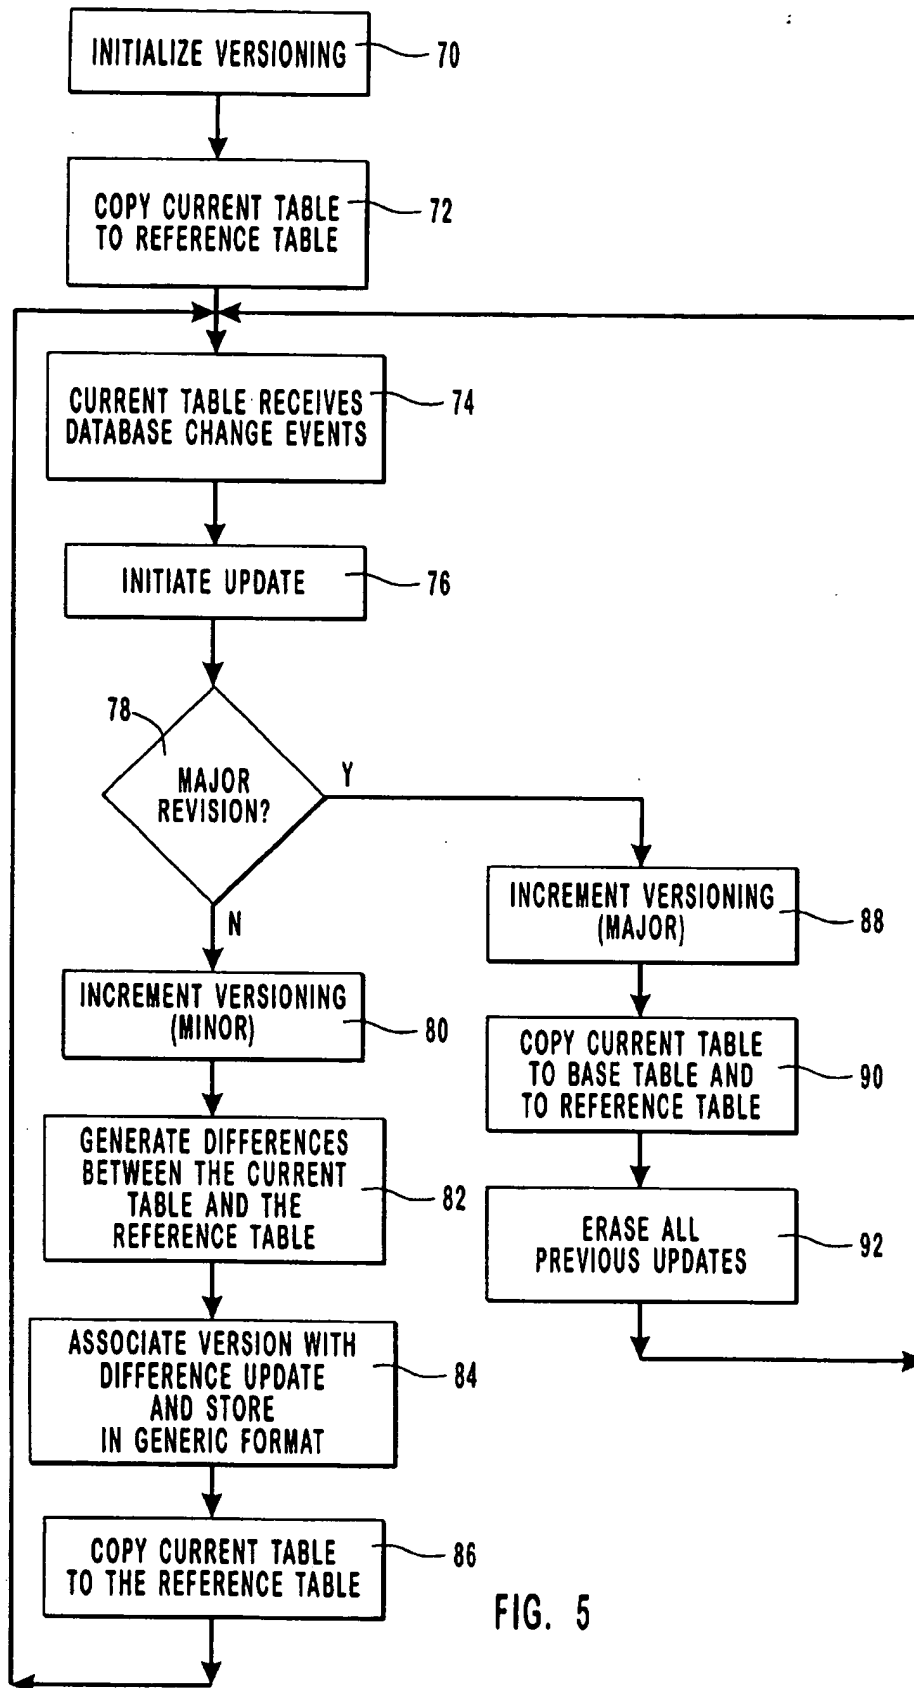 INITIALIZE VERSIONING
70
COPY CURRENT TABLE
TO REFERENCE TABLE
72
CURRENT TABLE RECEIVES
DATABASE CHANGE EVENTS
74
INITIATE UPDATE
76
78
MAJOR
REVISION?
Y
N
INCREMENT VERSIONING
(MINOR)
80
GENERATE DIFFERENCES
BETWEEN THE CURRENT
TABLE AND THE
REFERENCE TABLE
82
ASSOCIATE VERSION WITH
DIFFERENCE UPDATE
AND STORE
IN GENERIC FORMAT
84
COPY CURRENT TABLE
TO THE REFERENCE TABLE
86
INCREMENT VERSIONING
(MAJOR)
88
COPY CURRENT TABLE
TO BASE TABLE AND
TO REFERENCE TABLE
90
ERASE ALL
PREVIOUS UPDATES
92
FIG. 5